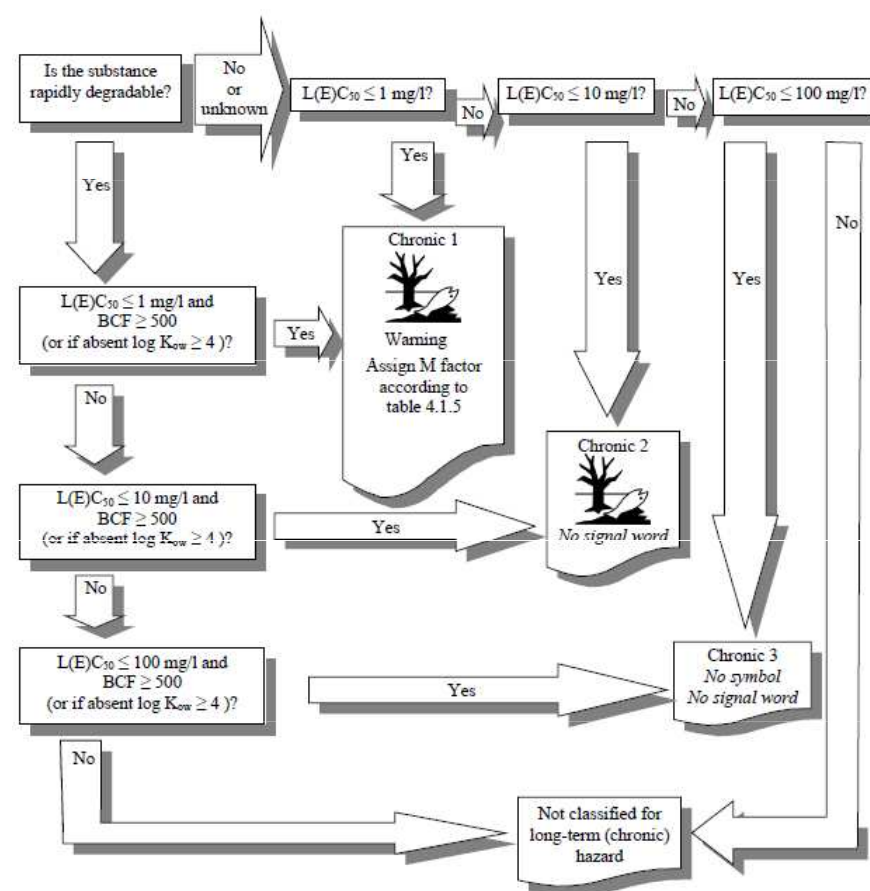 Is the substance
rapidly degradable?
No
or
unknown
L(E)C₅₀ ≤ 1 mg/l?
No
L(E)C₅₀ ≤ 10 mg/l?
No
L(E)C₅₀ ≤ 100 mg/l?
Yes
Yes
Yes
Yes
No
Chronic 1
Warning
Assign M factor
according to
table 4.1.5
L(E)C₅₀ ≤ 1 mg/l and
BCF ≥ 500
(or if absent log Kₒw ≥ 4 )?
Yes
No
Chronic 2
No signal word
L(E)C₅₀ ≤ 10 mg/l and
BCF ≥ 500
(or if absent log Kₒw ≥ 4 )?
Yes
No
L(E)C₅₀ ≤ 100 mg/l and
BCF ≥ 500
(or if absent log Kₒw ≥ 4 )?
Yes
Chronic 3
No symbol
No signal word
No
Not classified for
long-term (chronic)
hazard